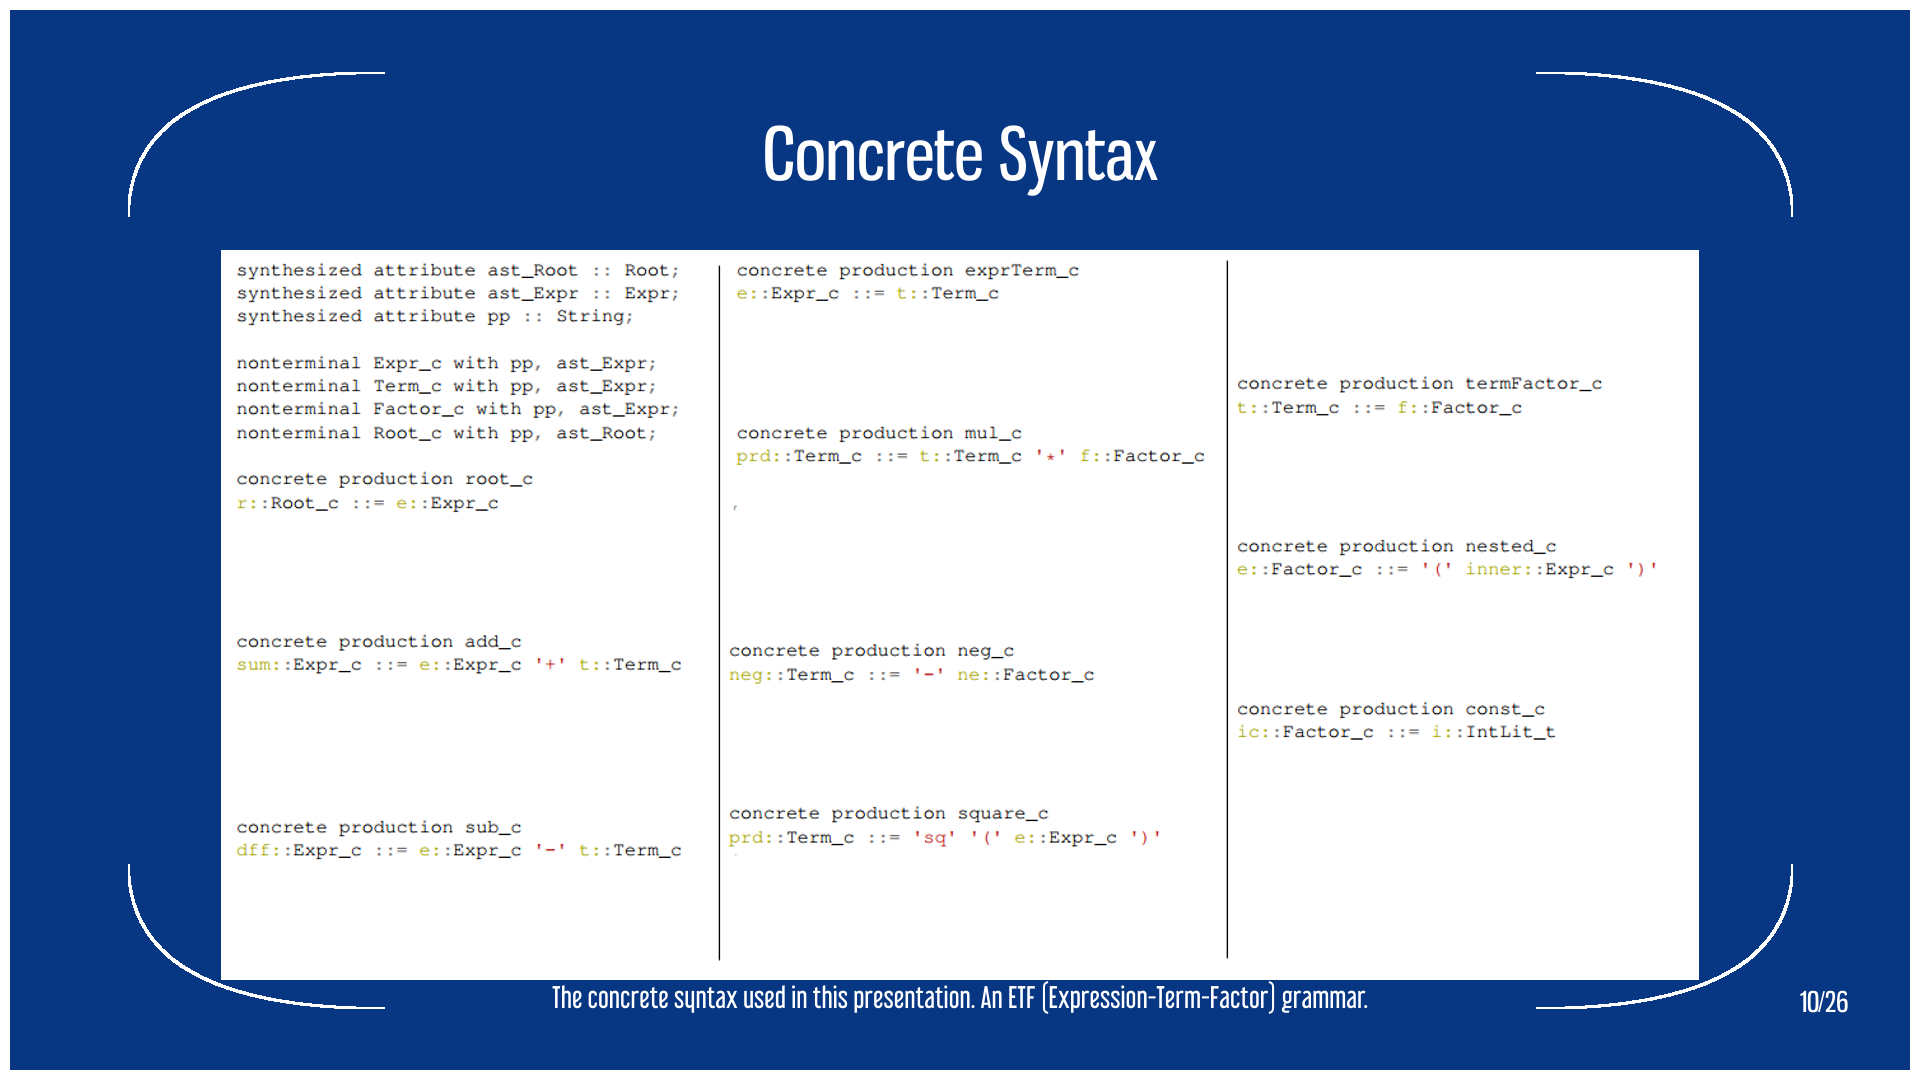 Concrete Syntax
synthesized attribute ast_Root :: Root;
synthesized attribute ast_Expr :: Expr;
synthesized attribute pp :: String;
nonterminal Expr_c with pp, ast_Expr;
nonterminal Term_c with pp, ast_Expr;
nonterminal Factor_c with pp, ast_Expr;
nonterminal Root_c with pp, ast_Root;
concrete production root_c
r::Root_c ::= e::Expr_c
concrete production add_c
sum::Expr_c ::= e::Expr_c '+' t::Term_c
concrete production sub_c
dff::Expr_c ::= e::Expr_c '-' t::Term_c
concrete production exprTerm_c
e::Expr_c ::= t::Term_c
concrete production mul_c
prd::Term_c ::= t::Term_c '*' f::Factor_c
concrete production neg_c
neg::Term_c ::= '-' ne::Factor_c
concrete production square_c
prd::Term_c ::= 'sq' '(' e::Expr_c ')'
concrete production termFactor_c
t::Term_c ::= f::Factor_c
concrete production nested_c
e::Factor_c ::= '(' inner::Expr_c ')'
concrete production const_c
ic::Factor_c ::= i::IntLit_t
The concrete syntax used in this presentation. An ETF (Expression-Term-Factor) grammar.
10/26